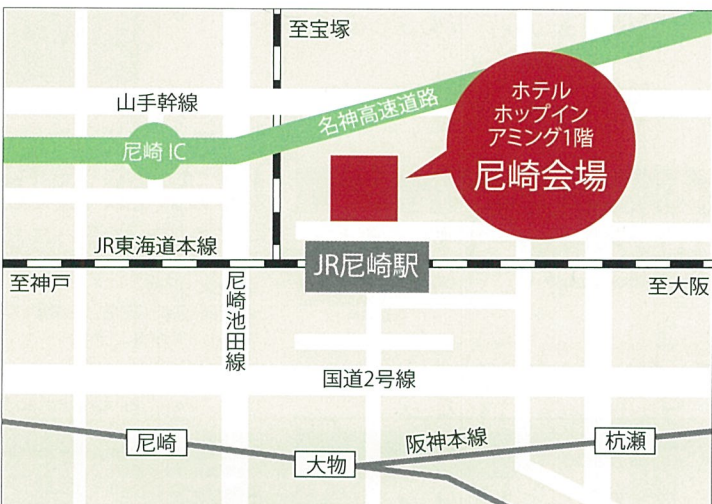 至宝塚
山手幹線
名神高速道路
尼崎 IC
ホテル
ホップイン
アミング1階
尼崎会場
JR東海道本線
JR尼崎駅
至神戸
至大阪
尼崎池田線
国道2号線
尼崎
大物
阪神本線
杭瀬